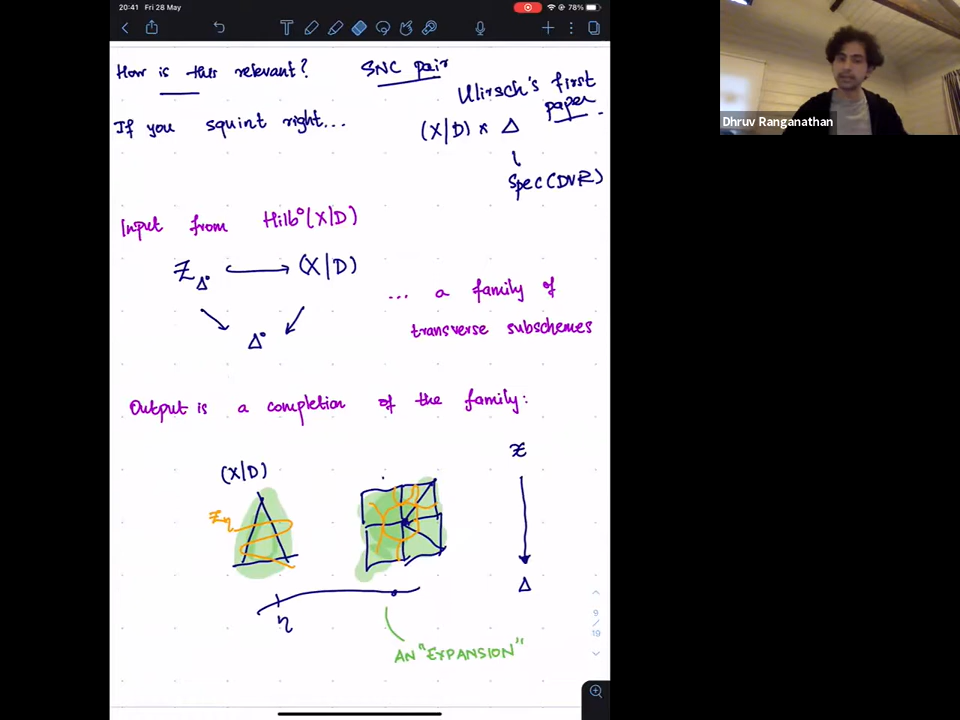 20:41 Fri 28 May
78%
How is this relevant? SNC pair
Ulirsch's first
paper
If you squint right... (X|D) × Δ
Spec(DVR)
Input from Hilb°(X|D)
Z_Δ° (X|D)
... a family of
transverse subschemes
Δ°
Output is a completion of the family:
(X|D)
Z_η
Δ
η
AN "EXPANSION"
9
/
19
Dhruv Ranganathan